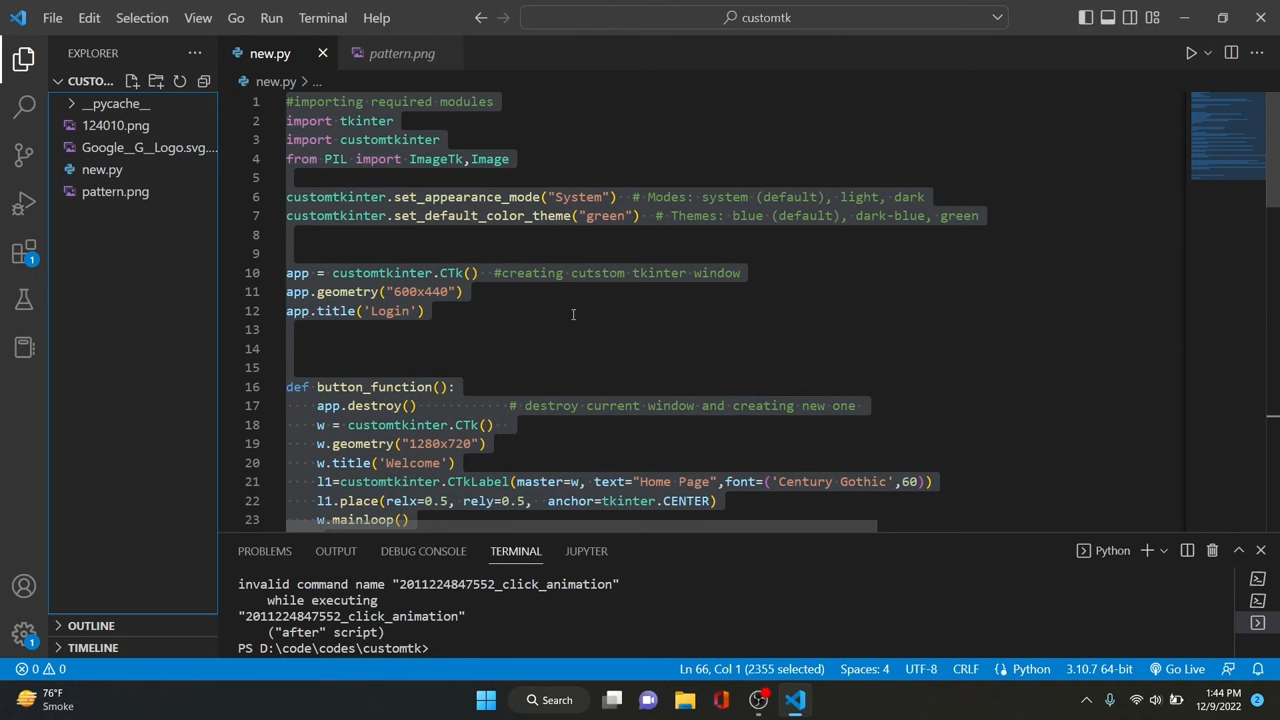 File Edit Selection View Go Run Terminal Help
customtk
EXPLORER
new.py
pattern.png
CUSTO...
new.py > ...
__pycache__
124010.png
Google__G__Logo.svg....
new.py
pattern.png
1 #importing required modules
2 import tkinter
3 import customtkinter
4 from PIL import ImageTk,Image
5
6 customtkinter.set_appearance_mode("System") # Modes: system (default), light, dark
7 customtkinter.set_default_color_theme("green") # Themes: blue (default), dark-blue, green
8
9
10 app = customtkinter.CTk() #creating cutstom tkinter window
11 app.geometry("600x440")
12 app.title('Login')
13
14
15
16 def button_function():
17 app.destroy() # destroy current window and creating new one
18 w = customtkinter.CTk()
19 w.geometry("1280x720")
20 w.title('Welcome')
21 l1=customtkinter.CTkLabel(master=w, text="Home Page",font=('Century Gothic',60))
22 l1.place(relx=0.5, rely=0.5, anchor=tkinter.CENTER)
23 w.mainloop()
1
PROBLEMS OUTPUT DEBUG CONSOLE TERMINAL JUPYTER
Python
invalid command name "2011224847552_click_animation"
while executing
"2011224847552_click_animation"
("after" script)
PS D:\code\codes\customtk>
OUTLINE
TIMELINE
1
0 0 Ln 66, Col 1 (2355 selected) Spaces: 4 UTF-8 CRLF Python 3.10.7 64-bit Go Live
76°F
Smoke
Search
1:44 PM
12/9/2022
2